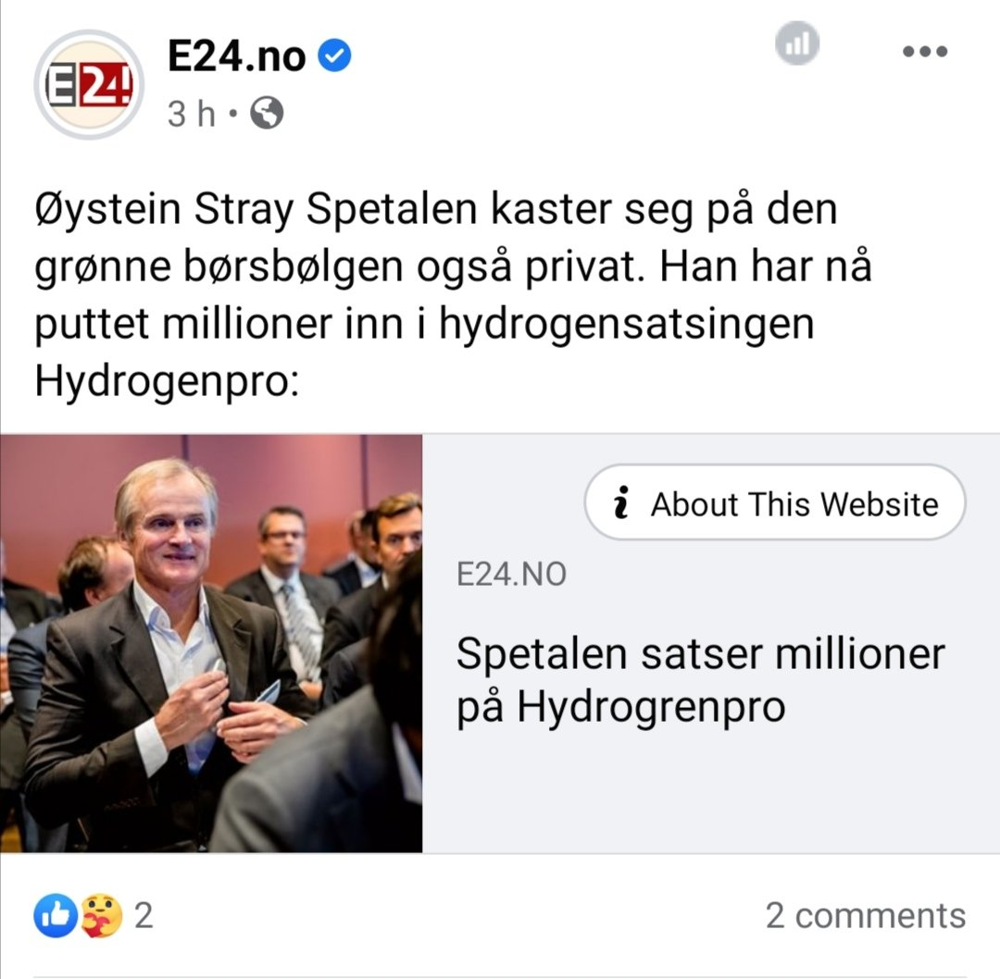 E24!
E24.no
3 h
Øystein Stray Spetalen kaster seg på den
grønne børsbølgen også privat. Han har nå
puttet millioner inn i hydrogensatsingen
Hydrogenpro:
i About This Website
E24.NO
Spetalen satser millioner
på Hydrogrenpro
2
2 comments